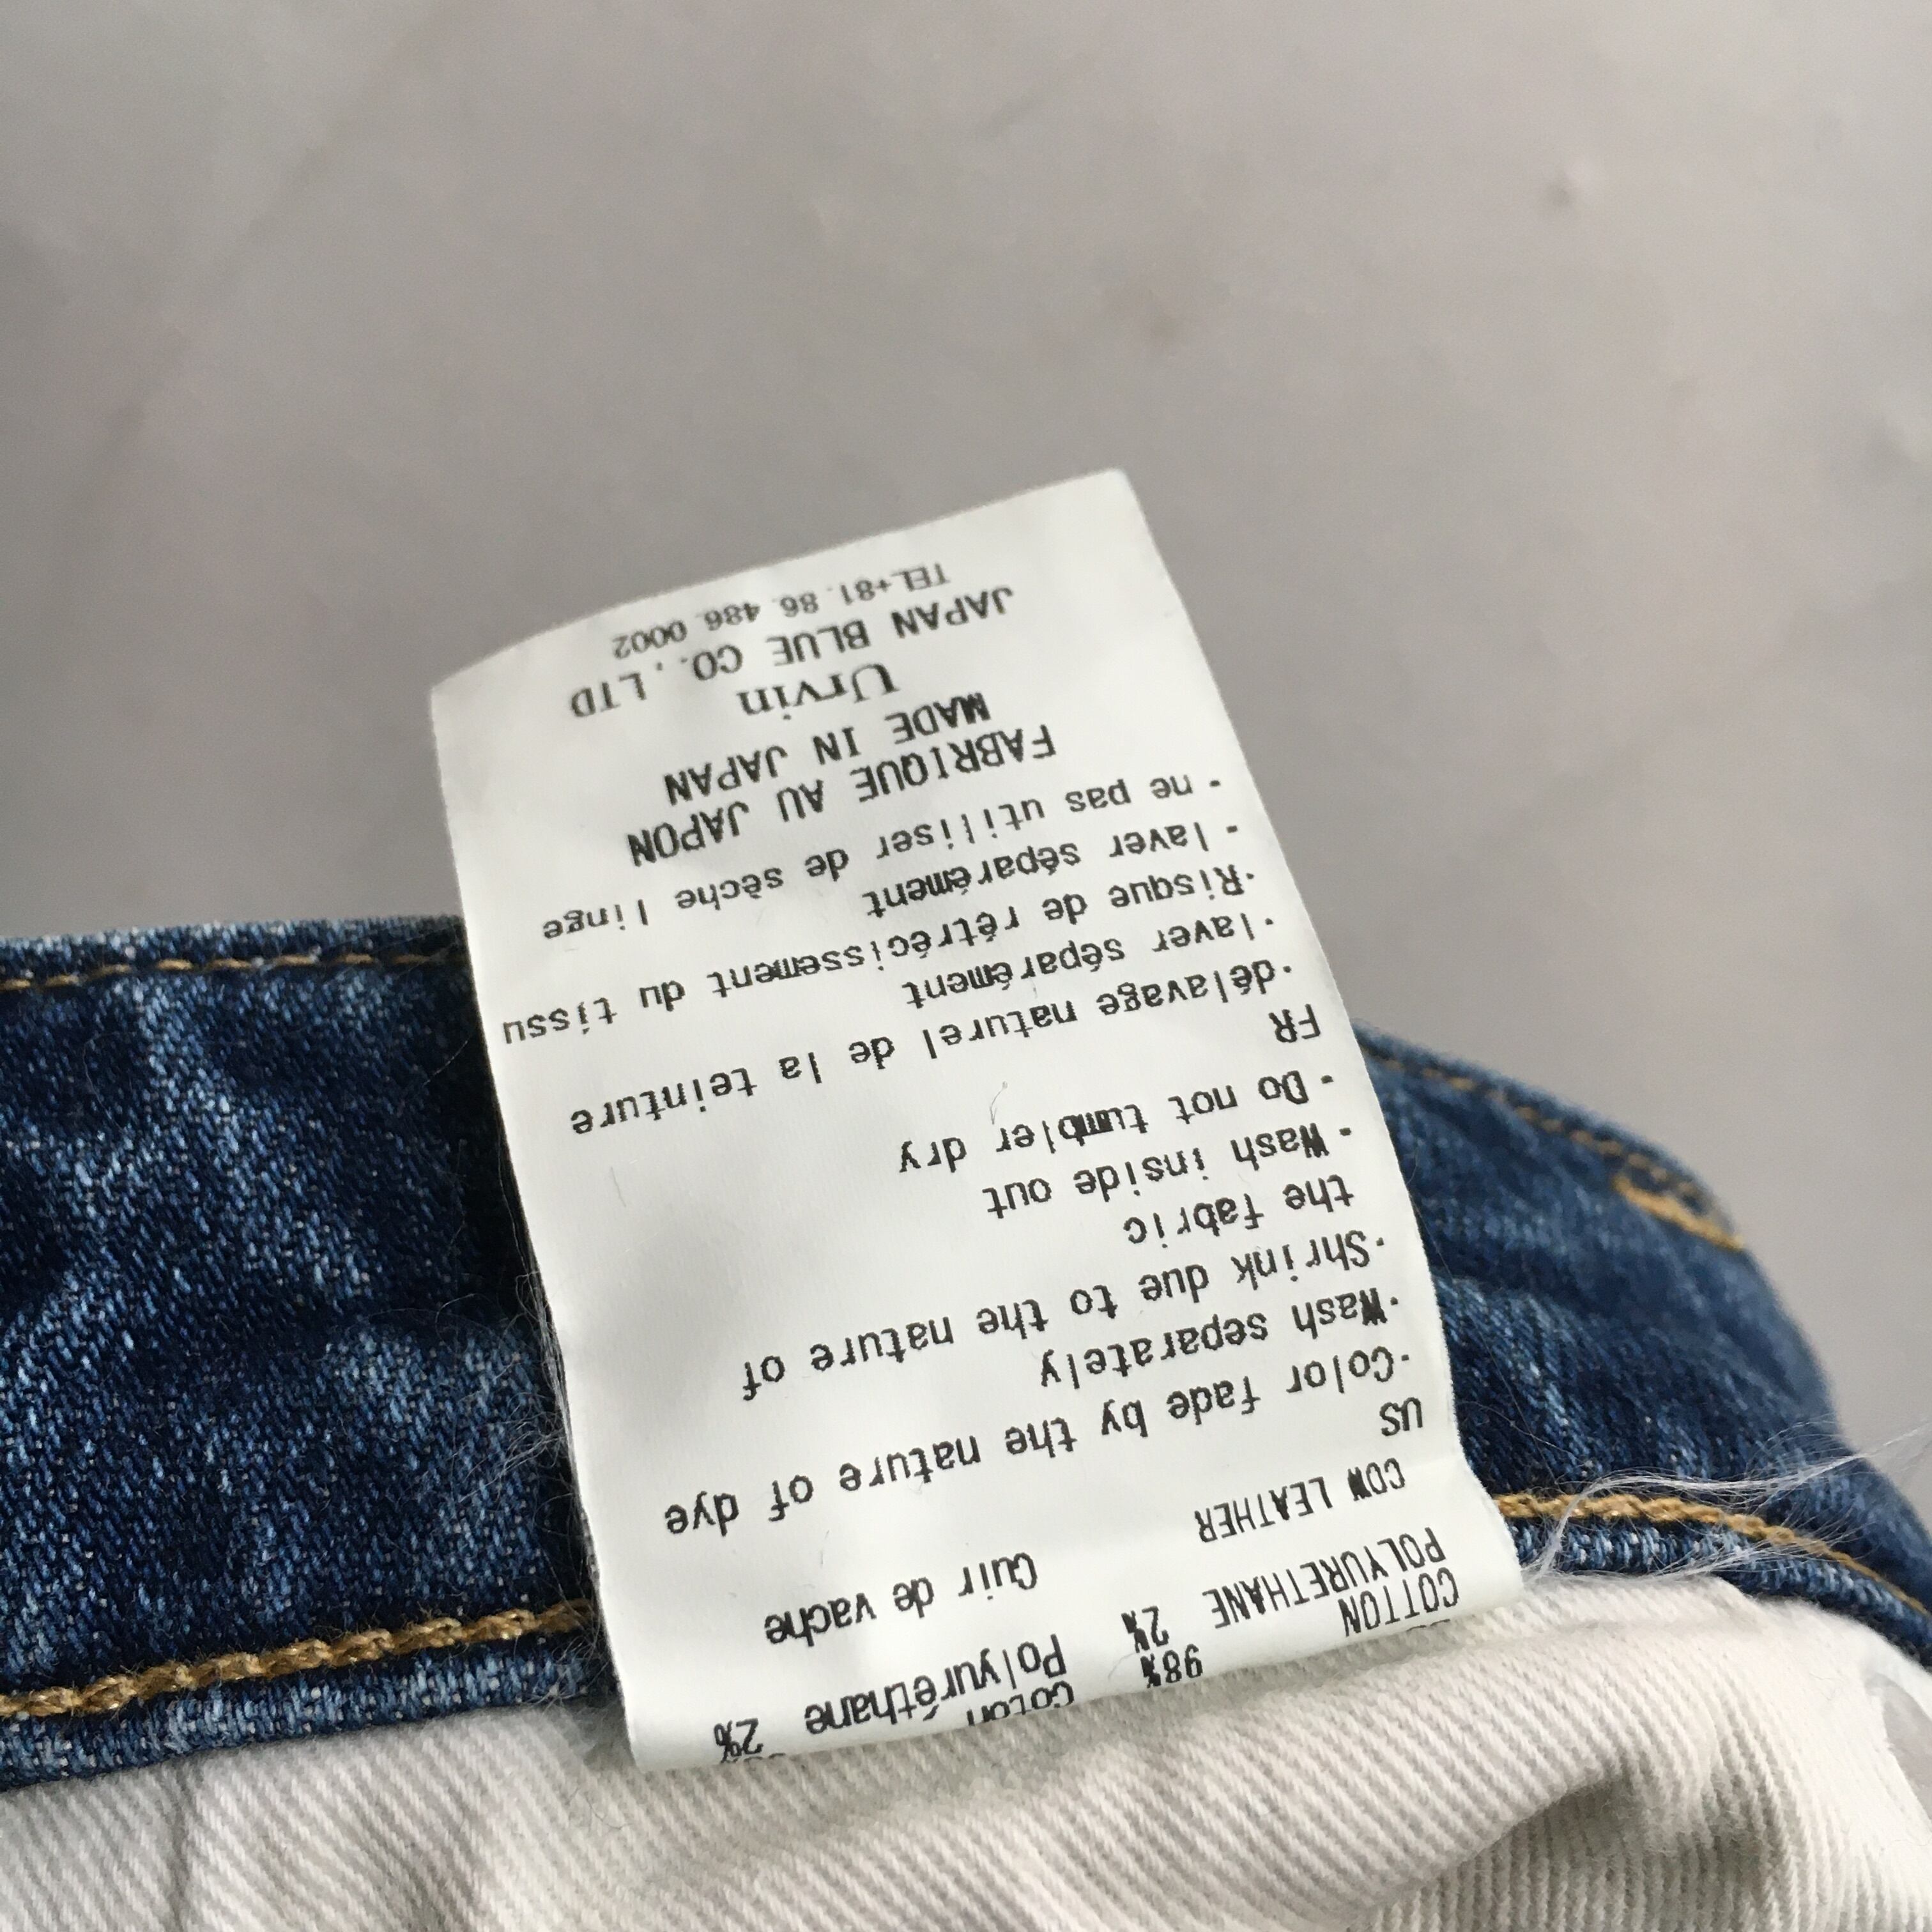 COTTON 98%
POLYURETHANE 2%
Polyuréthane 2%
COW LEATHER
Cuir de vache
US
·Color fade by the nature of dye
·Wash separately
·Shrink due to the nature of
the fabric
·Wash inside out
·Do not tumbler dry
FR
·délavage naturel de la teinture
·laver séparément
·Risque de rétrécissement du tissu
·laver séparément
·ne pas utiliser de sèche linge
FABRIQUE AU JAPON
MADE IN JAPAN
Urvin
JAPAN BLUE CO., LTD
TEL+81. 86. 486. 0002